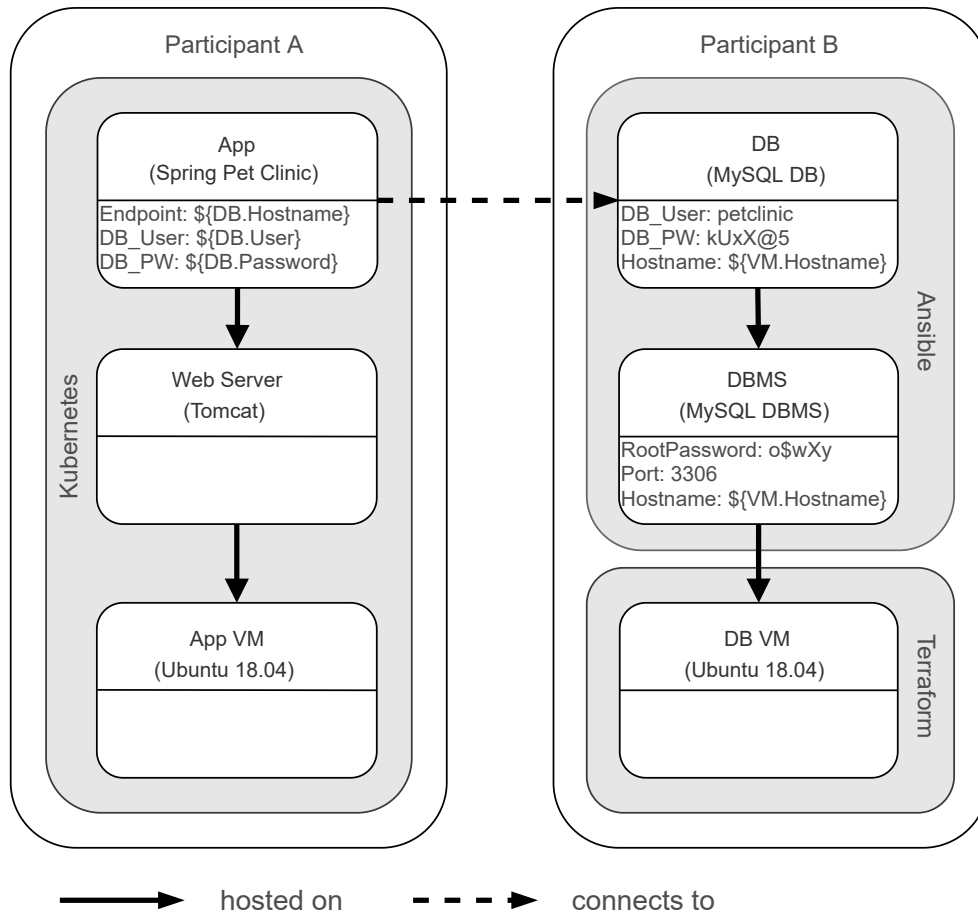 Participant A
Kubernetes
App
(Spring Pet Clinic)
Endpoint: ${DB.Hostname}
DB_User: ${DB.User}
DB_PW: ${DB.Password}
Web Server
(Tomcat)
App VM
(Ubuntu 18.04)
Participant B
Ansible
DB
(MySQL DB)
DB_User: petclinic
DB_PW: kUxX@5
Hostname: ${VM.Hostname}
DBMS
(MySQL DBMS)
RootPassword: o$wXy
Port: 3306
Hostname: ${VM.Hostname}
Terraform
DB VM
(Ubuntu 18.04)
hosted on
connects to